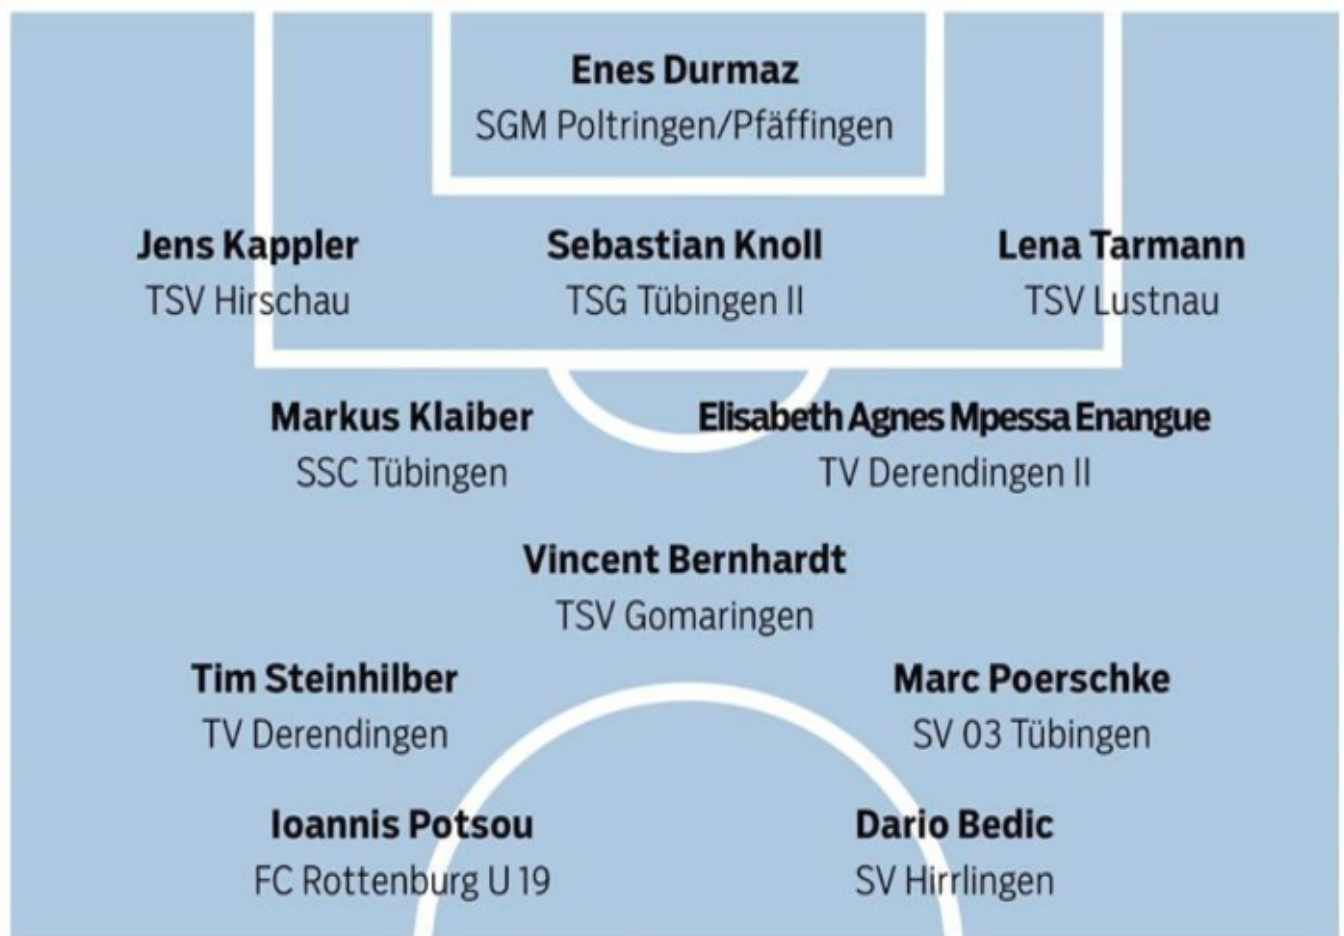 Enes Durmaz
SGM Poltringen/Pfäffingen
Jens Kappler
TSV Hirschau
Sebastian Knoll
TSG Tübingen II
Lena Tarmann
TSV Lustnau
Markus Klaiber
SSC Tübingen
Elisabeth Agnes Mpessa Enangue
TV Derendingen II
Vincent Bernhardt
TSV Gomaringen
Tim Steinhilber
TV Derendingen
Marc Poerschke
SV 03 Tübingen
Ioannis Potsou
FC Rottenburg U 19
Dario Bedic
SV Hirrlingen